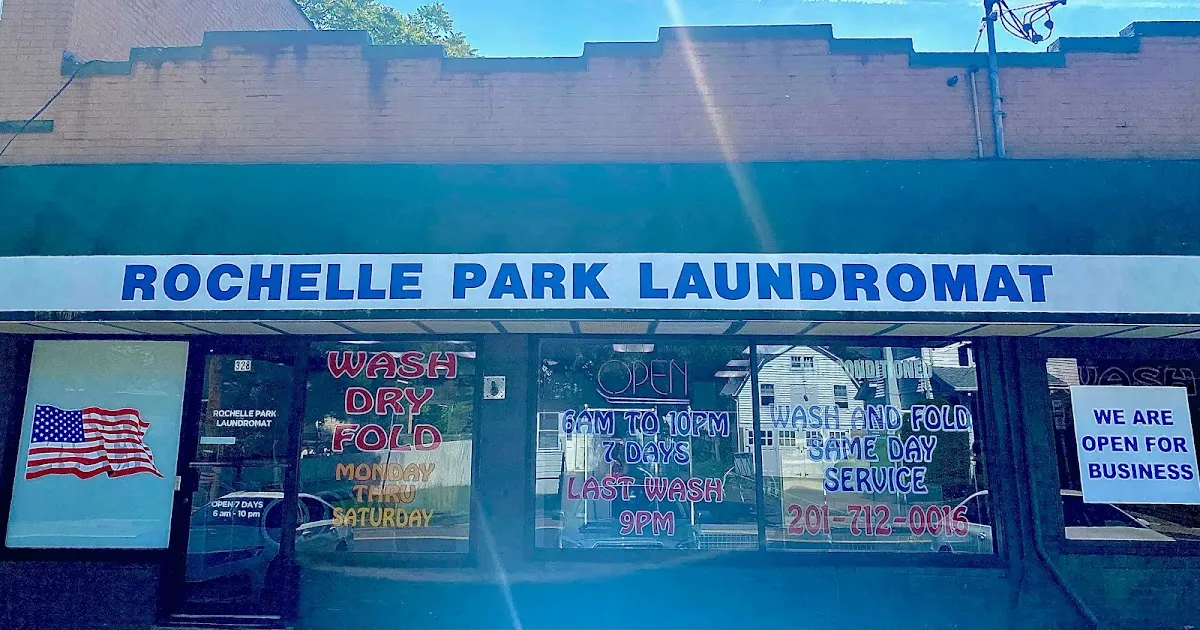 ROCHELLE PARK LAUNDROMAT
328
ROCHELLE PARK
LAUNDROMAT
OPEN 7 DAYS
6 am - 10 pm
WASH
DRY
FOLD
MONDAY
THRU
SATURDAY
OPEN
6AM TO 10PM
7 DAYS
LAST WASH
9PM
CONDITIONED
WASH AND FOLD
SAME DAY
SERVICE
201-712-0016
WASH
WE ARE
OPEN FOR
BUSINESS